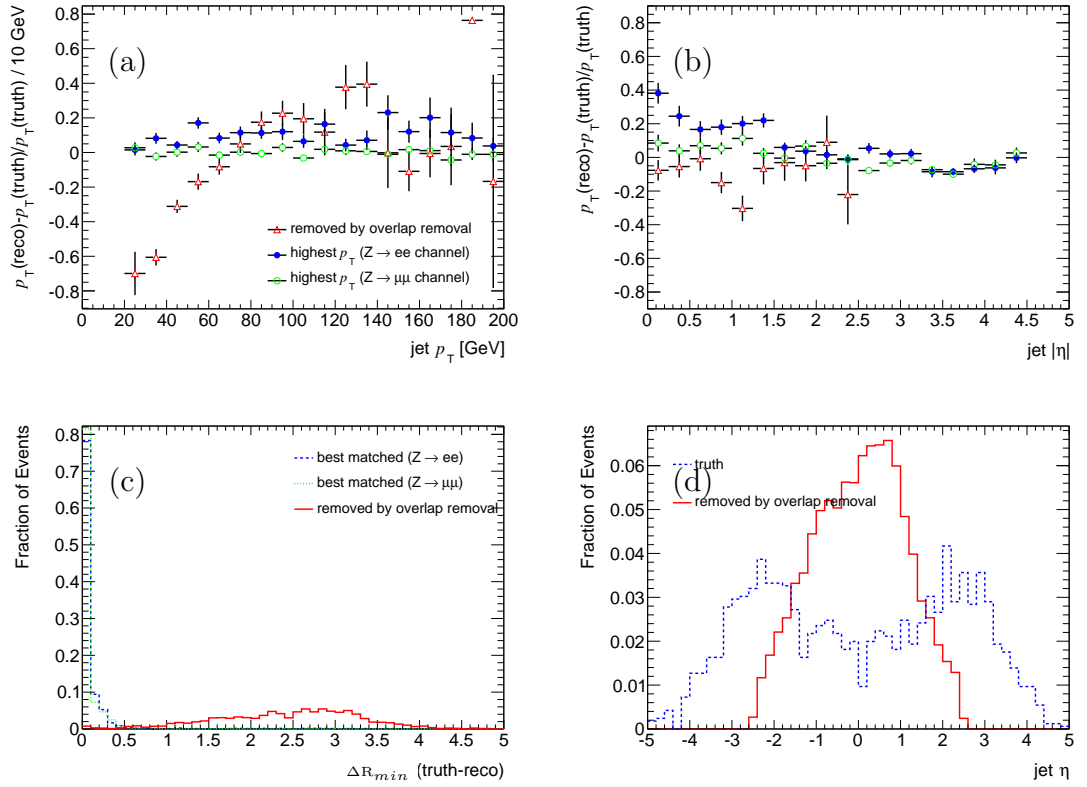 p_T(reco)-p_T(truth)/p_T(truth) / 10 GeV
0.8
0.6
0.4
0.2
0
-0.2
-0.4
-0.6
-0.8
(a)
removed by overlap removal
highest p_T (Z→ ee channel)
highest p_T (Z→ μμ channel)
0 20 40 60 80 100 120 140 160 180 200
jet p_T [GeV]
p_T(reco)-p_T(truth)/p_T(truth)
0.8
0.6
0.4
0.2
0
-0.2
-0.4
-0.6
-0.8
(b)
0 0.5 1 1.5 2 2.5 3 3.5 4 4.5 5
jet |η|
Fraction of Events
0.8
0.7
0.6
0.5
0.4
0.3
0.2
0.1
0
(c)
best matched (Z→ ee)
best matched (Z→ μμ)
removed by overlap removal
0 0.5 1 1.5 2 2.5 3 3.5 4 4.5 5
ΔR_min (truth-reco)
Fraction of Events
0.06
0.05
0.04
0.03
0.02
0.01
0
(d)
truth
removed by overlap removal
-5 -4 -3 -2 -1 0 1 2 3 4 5
jet η